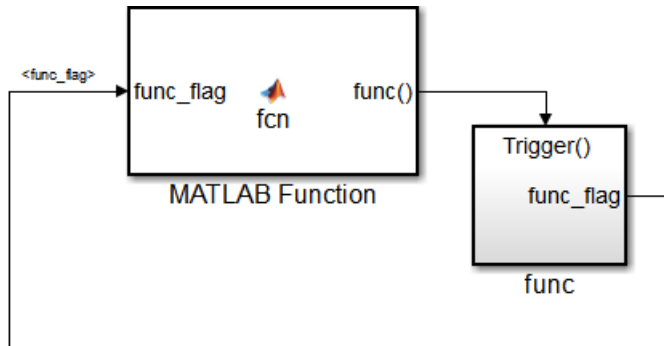 <func_flag>
func_flag
func()
fcn
MATLAB Function
Trigger()
func_flag
func